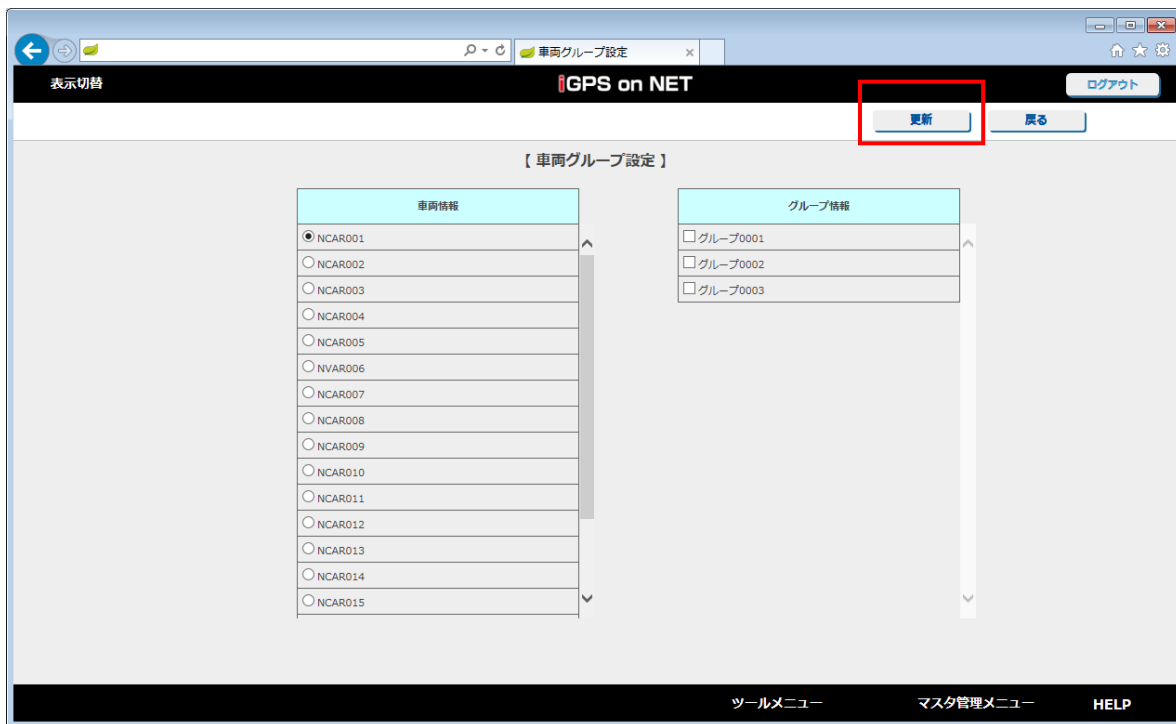 車両グループ設定
表示切替
iGPS on NET
ログアウト
更新
戻る
【 車両グループ設定 】
車両情報
NCAR001
NCAR002
NCAR003
NCAR004
NCAR005
NVAR006
NCAR007
NCAR008
NCAR009
NCAR010
NCAR011
NCAR012
NCAR013
NCAR014
NCAR015
グループ情報
グループ0001
グループ0002
グループ0003
ツールメニュー
マスタ管理メニュー
HELP